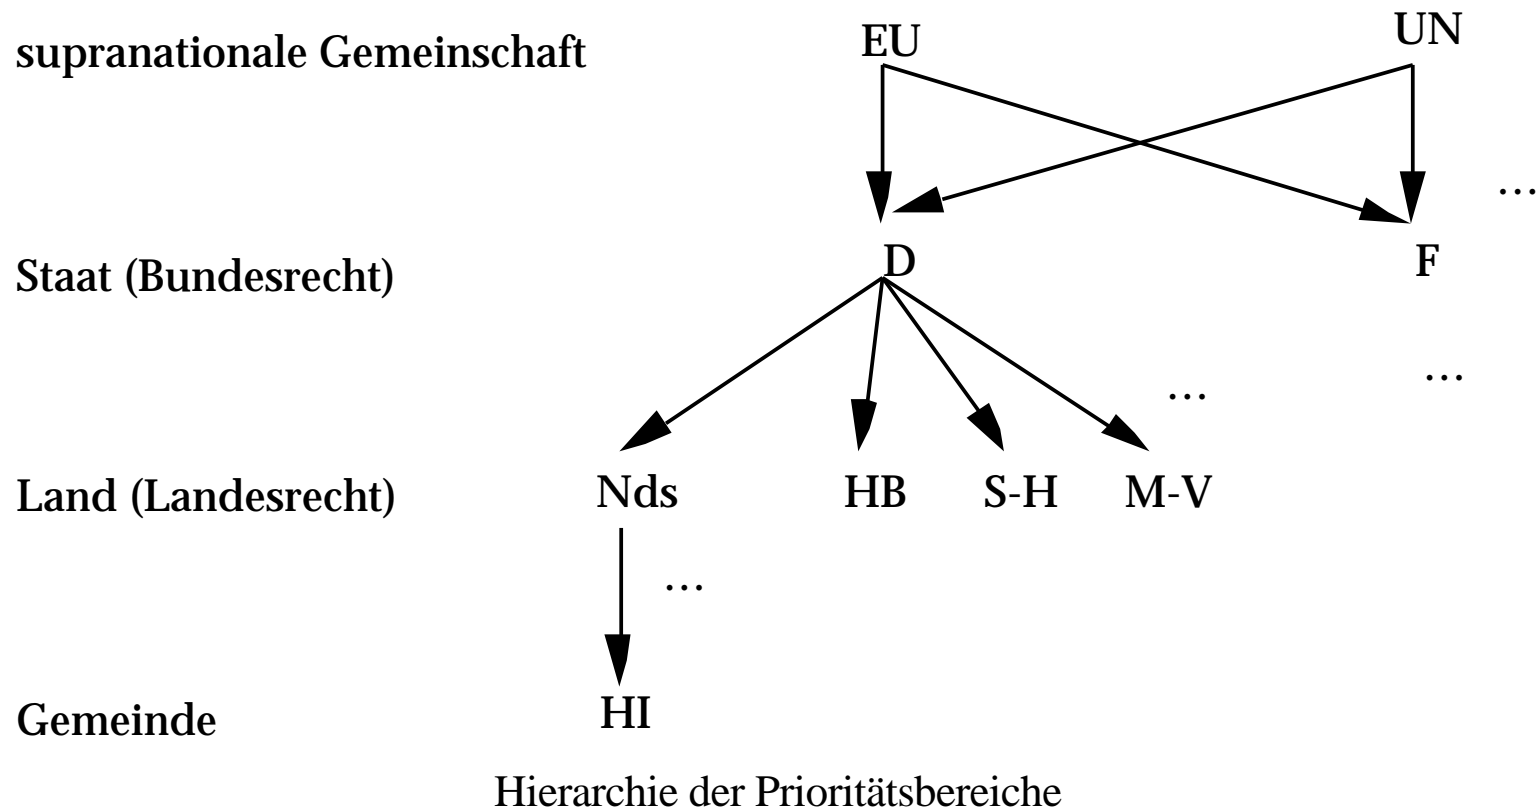 supranationale Gemeinschaft EU UN
...
Staat (Bundesrecht) D F
... ...
Land (Landesrecht) Nds HB S-H M-V
...
Gemeinde HI
Hierarchie der Prioritätsbereiche